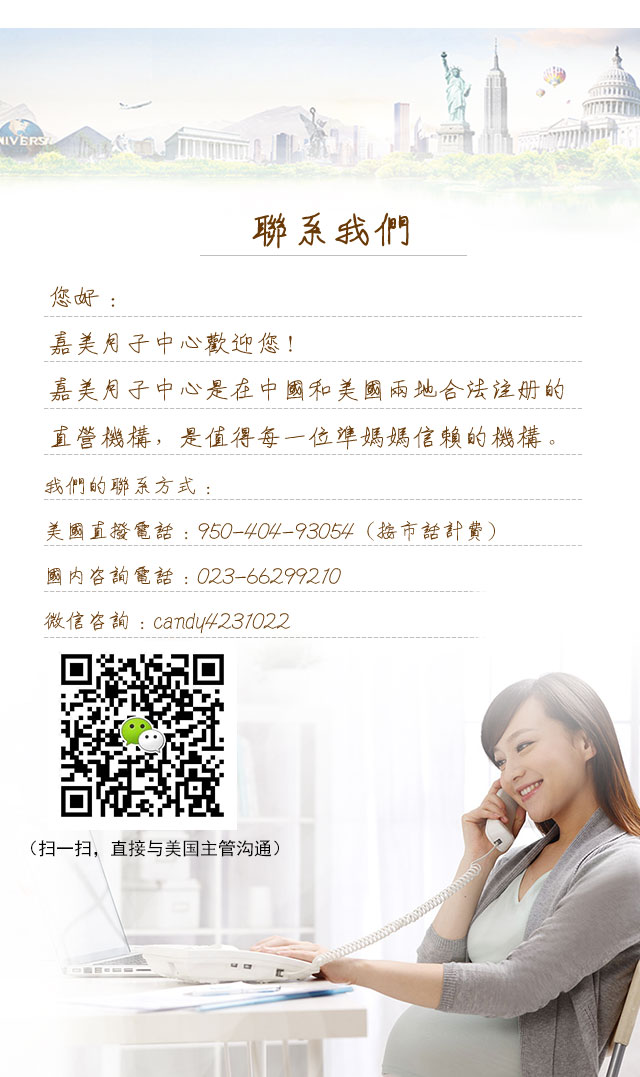 NIVERS
聯系我們
您好：
嘉美月子中心歡迎您！
嘉美月子中心是在中國和美國兩地合法注册的
直營機構，是值得每一位準媽媽信賴的機構。
我們的聯系方式：
美國直撥電話：950-404-93054（按市話計費）
國内咨詢電話：023-66299210
微信咨詢：candy4231022
（扫一扫，直接与美国主管沟通）